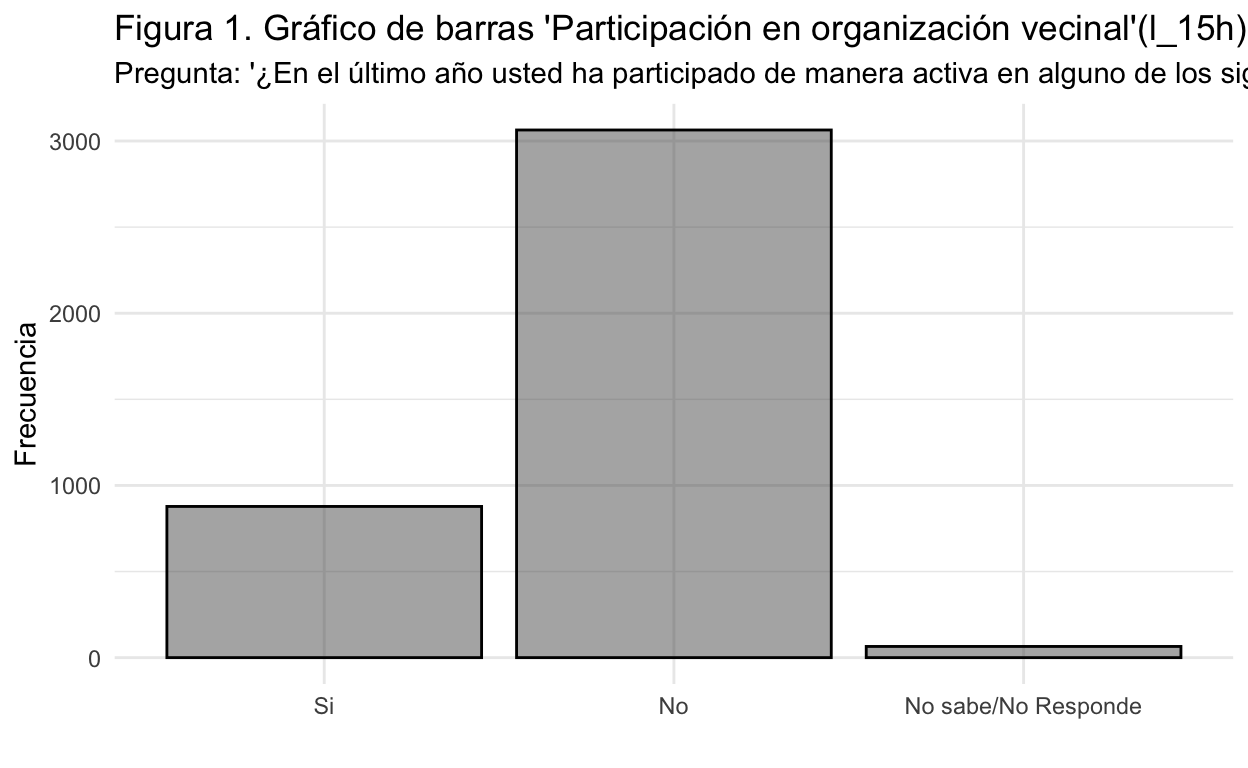 Figura 1. Gráfico de barras 'Participación en organización vecinal'(I_15h)
Pregunta: '¿En el último año usted ha participado de manera activa en alguno de los
3000
2000
1000
0
Frecuencia
Si
No
No sabe/No Responde